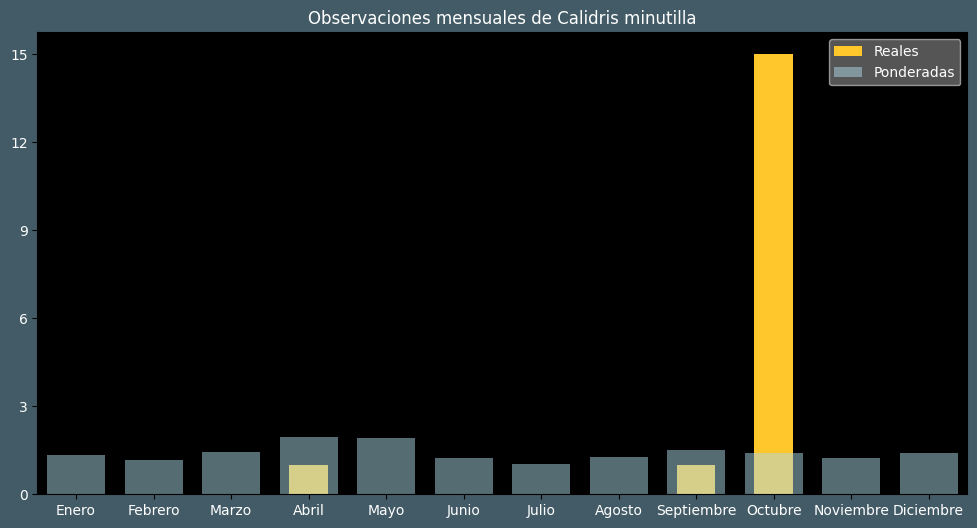 Observaciones mensuales de Calidris minutilla
Reales
Ponderadas
15
12
9
6
3
0
Enero Febrero Marzo Abril Mayo Junio Julio Agosto Septiembre Octubre Noviembre Diciembre